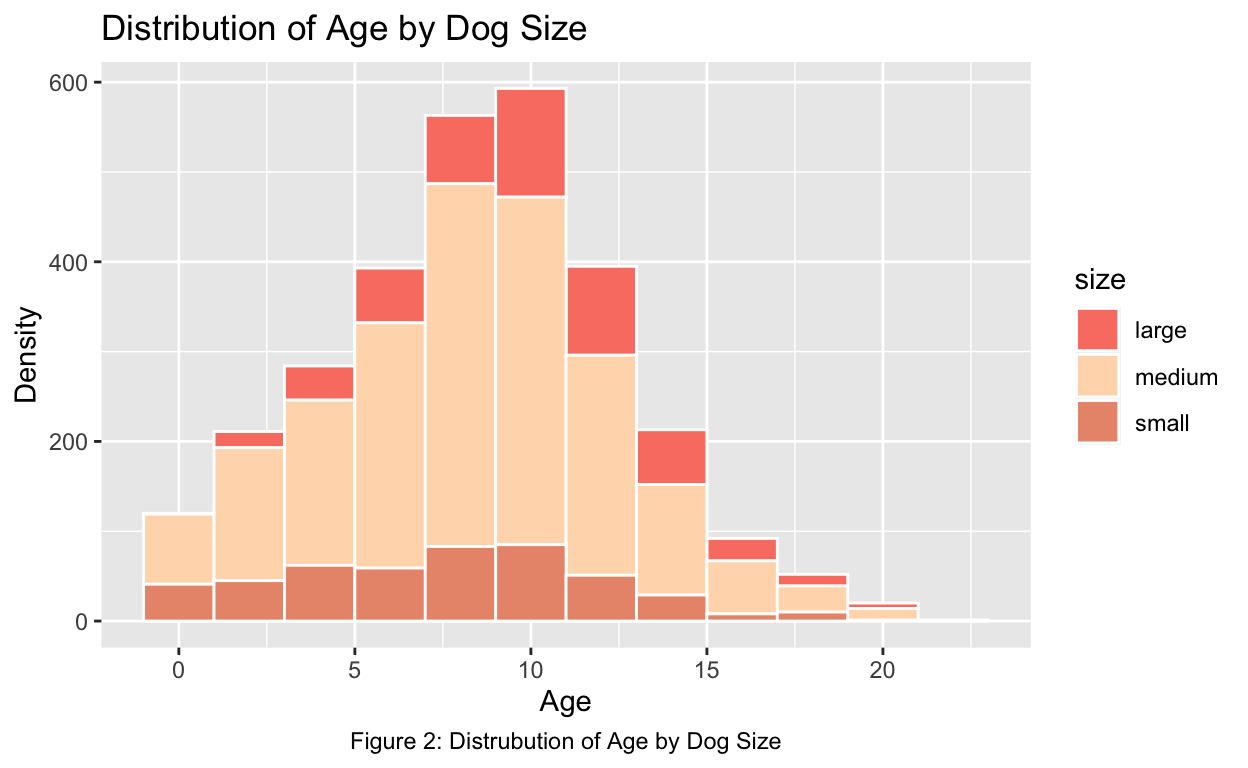 Distribution of Age by Dog Size
600
400
200
0
Density
0 5 10 15 20
Age
size
large
medium
small
Figure 2: Distrubution of Age by Dog Size